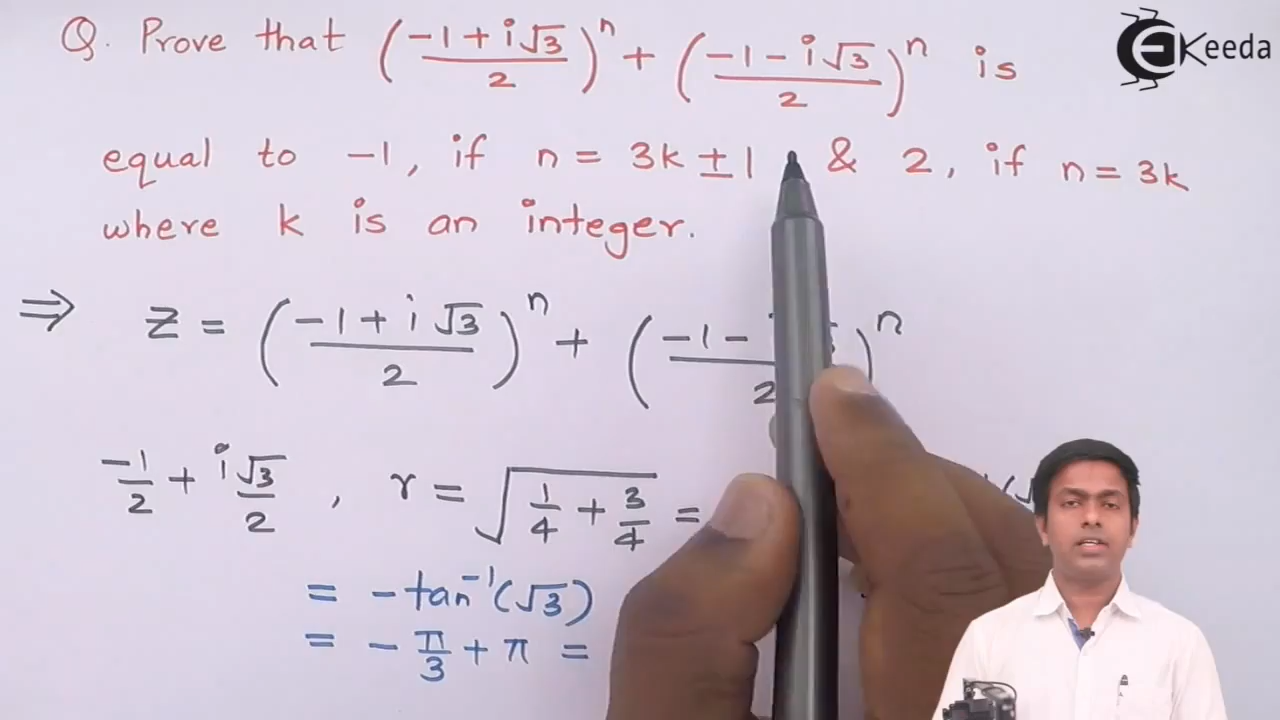 Q. Prove that ((-1 + i√3)/2)^n + ((-1 - i√3)/2)^n is
equal to -1, if n = 3k ± 1 & 2, if n = 3k
where k is an integer.
⇒ Z = ((-1 + i√3)/2)^n + ((-1 - )/2)^n
-1/2 + i√3/2 , r = √(1/4 + 3/4) =
= -tan^-1(√3)
= -π/3 + π =
EKeeda